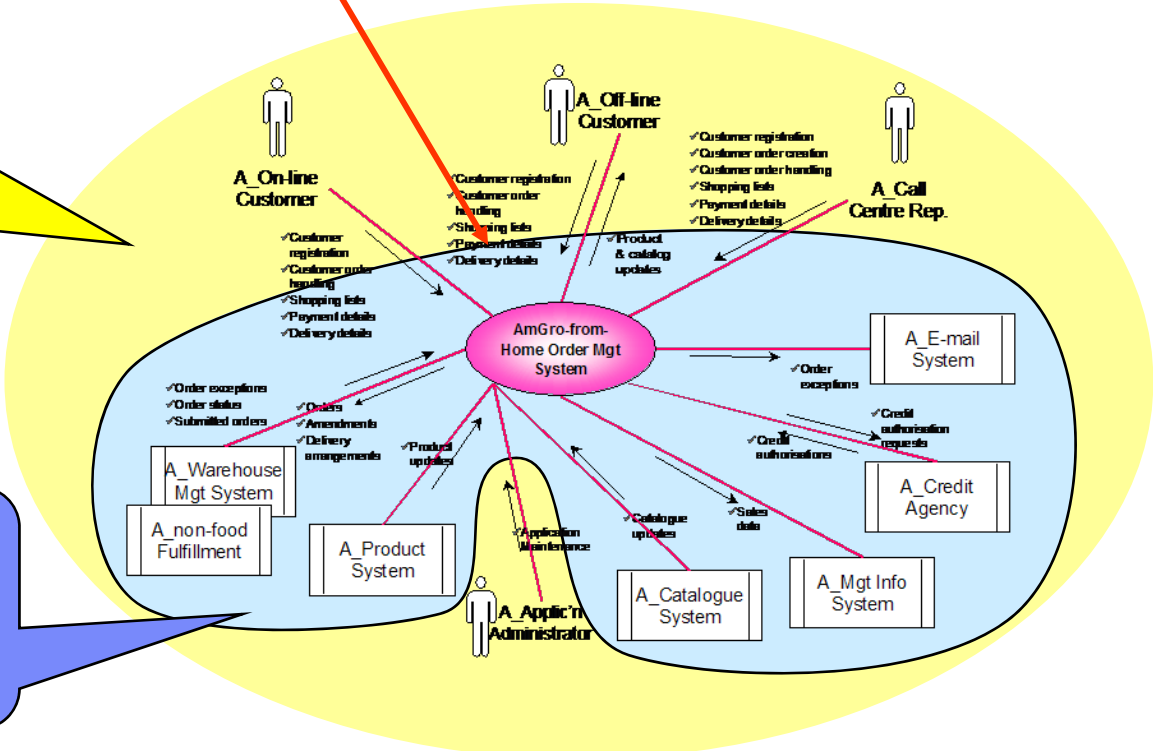 A_Off-line
Customer
A_On-line
Customer
A_Call
Centre Rep.
✓Customer registration
✓Customer order creation
✓Customer order handling
✓Shopping lists
✓Payment details
✓Delivery details
✓Customer registration
✓Customer order
handling
✓Shopping lists
✓Payment details
✓Delivery details
✓Product
& catalog
updates
✓Customer
registration
✓Customer order
handling
✓Shopping lists
✓Payment details
✓Delivery details
AmGro-from-
Home Order Mgt
System
A_E-mail
System
✓Order
exceptions
✓Order exceptions
✓Order status
✓Submitted orders
✓Orders
✓Amendments
✓Delivery
arrangements
✓Product
updates
✓Credit
authorisation
requests
✓Credit
authorisations
A_Warehouse
Mgt System
A_non-food
Fulfillment
A_Product
System
✓Application
Maintenance
✓Catalogue
updates
✓Sales
data
A_Credit
Agency
A_Catalogue
System
A_Mgt Info
System
A_Applic'n
Administrator